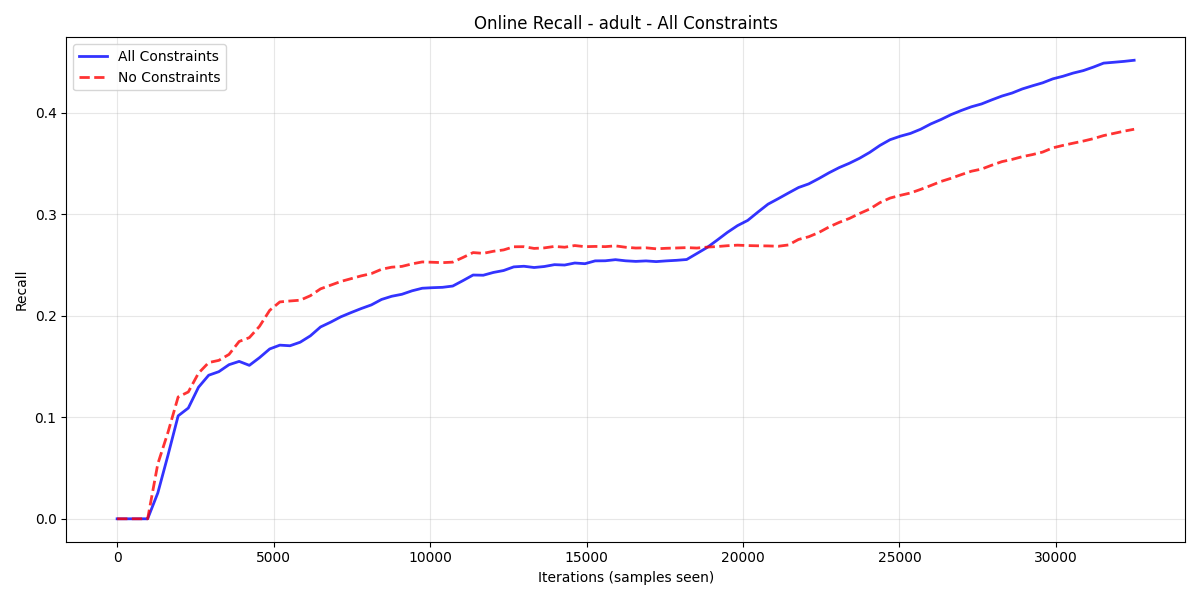 Online Recall - adult - All Constraints
All Constraints
No Constraints
Recall
0.4
0.3
0.2
0.1
0.0
0 5000 10000 15000 20000 25000 30000
Iterations (samples seen)